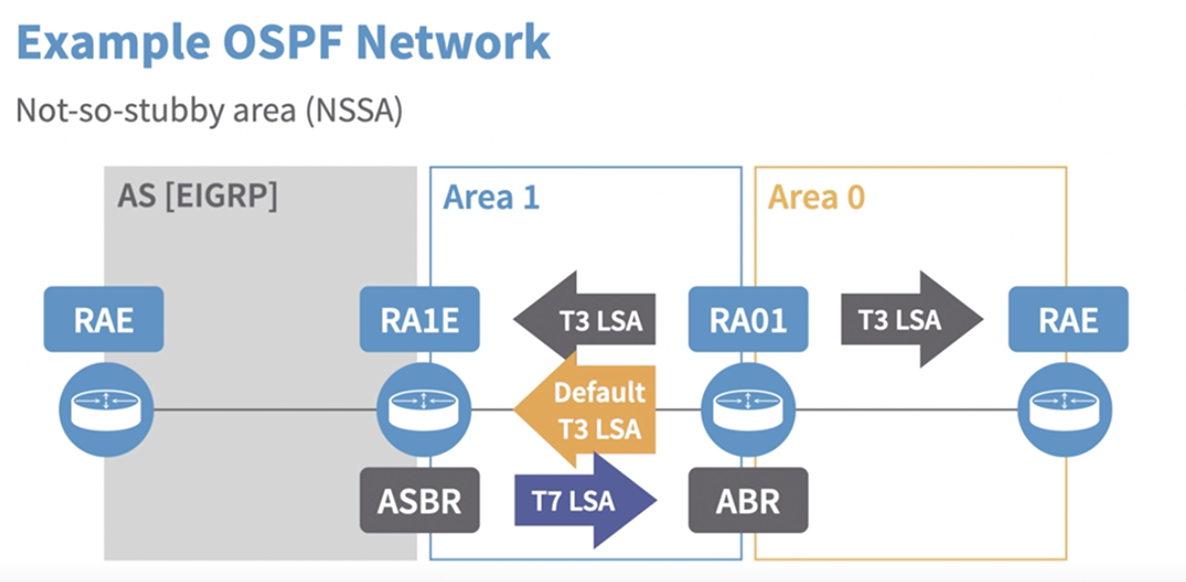 Example OSPF Network
Not-so-stubby area (NSSA)
AS [EIGRP]
Area 1
Area 0
RAE
RA1E
T3 LSA
RA01
T3 LSA
RAE
Default
T3 LSA
ASBR
T7 LSA
ABR